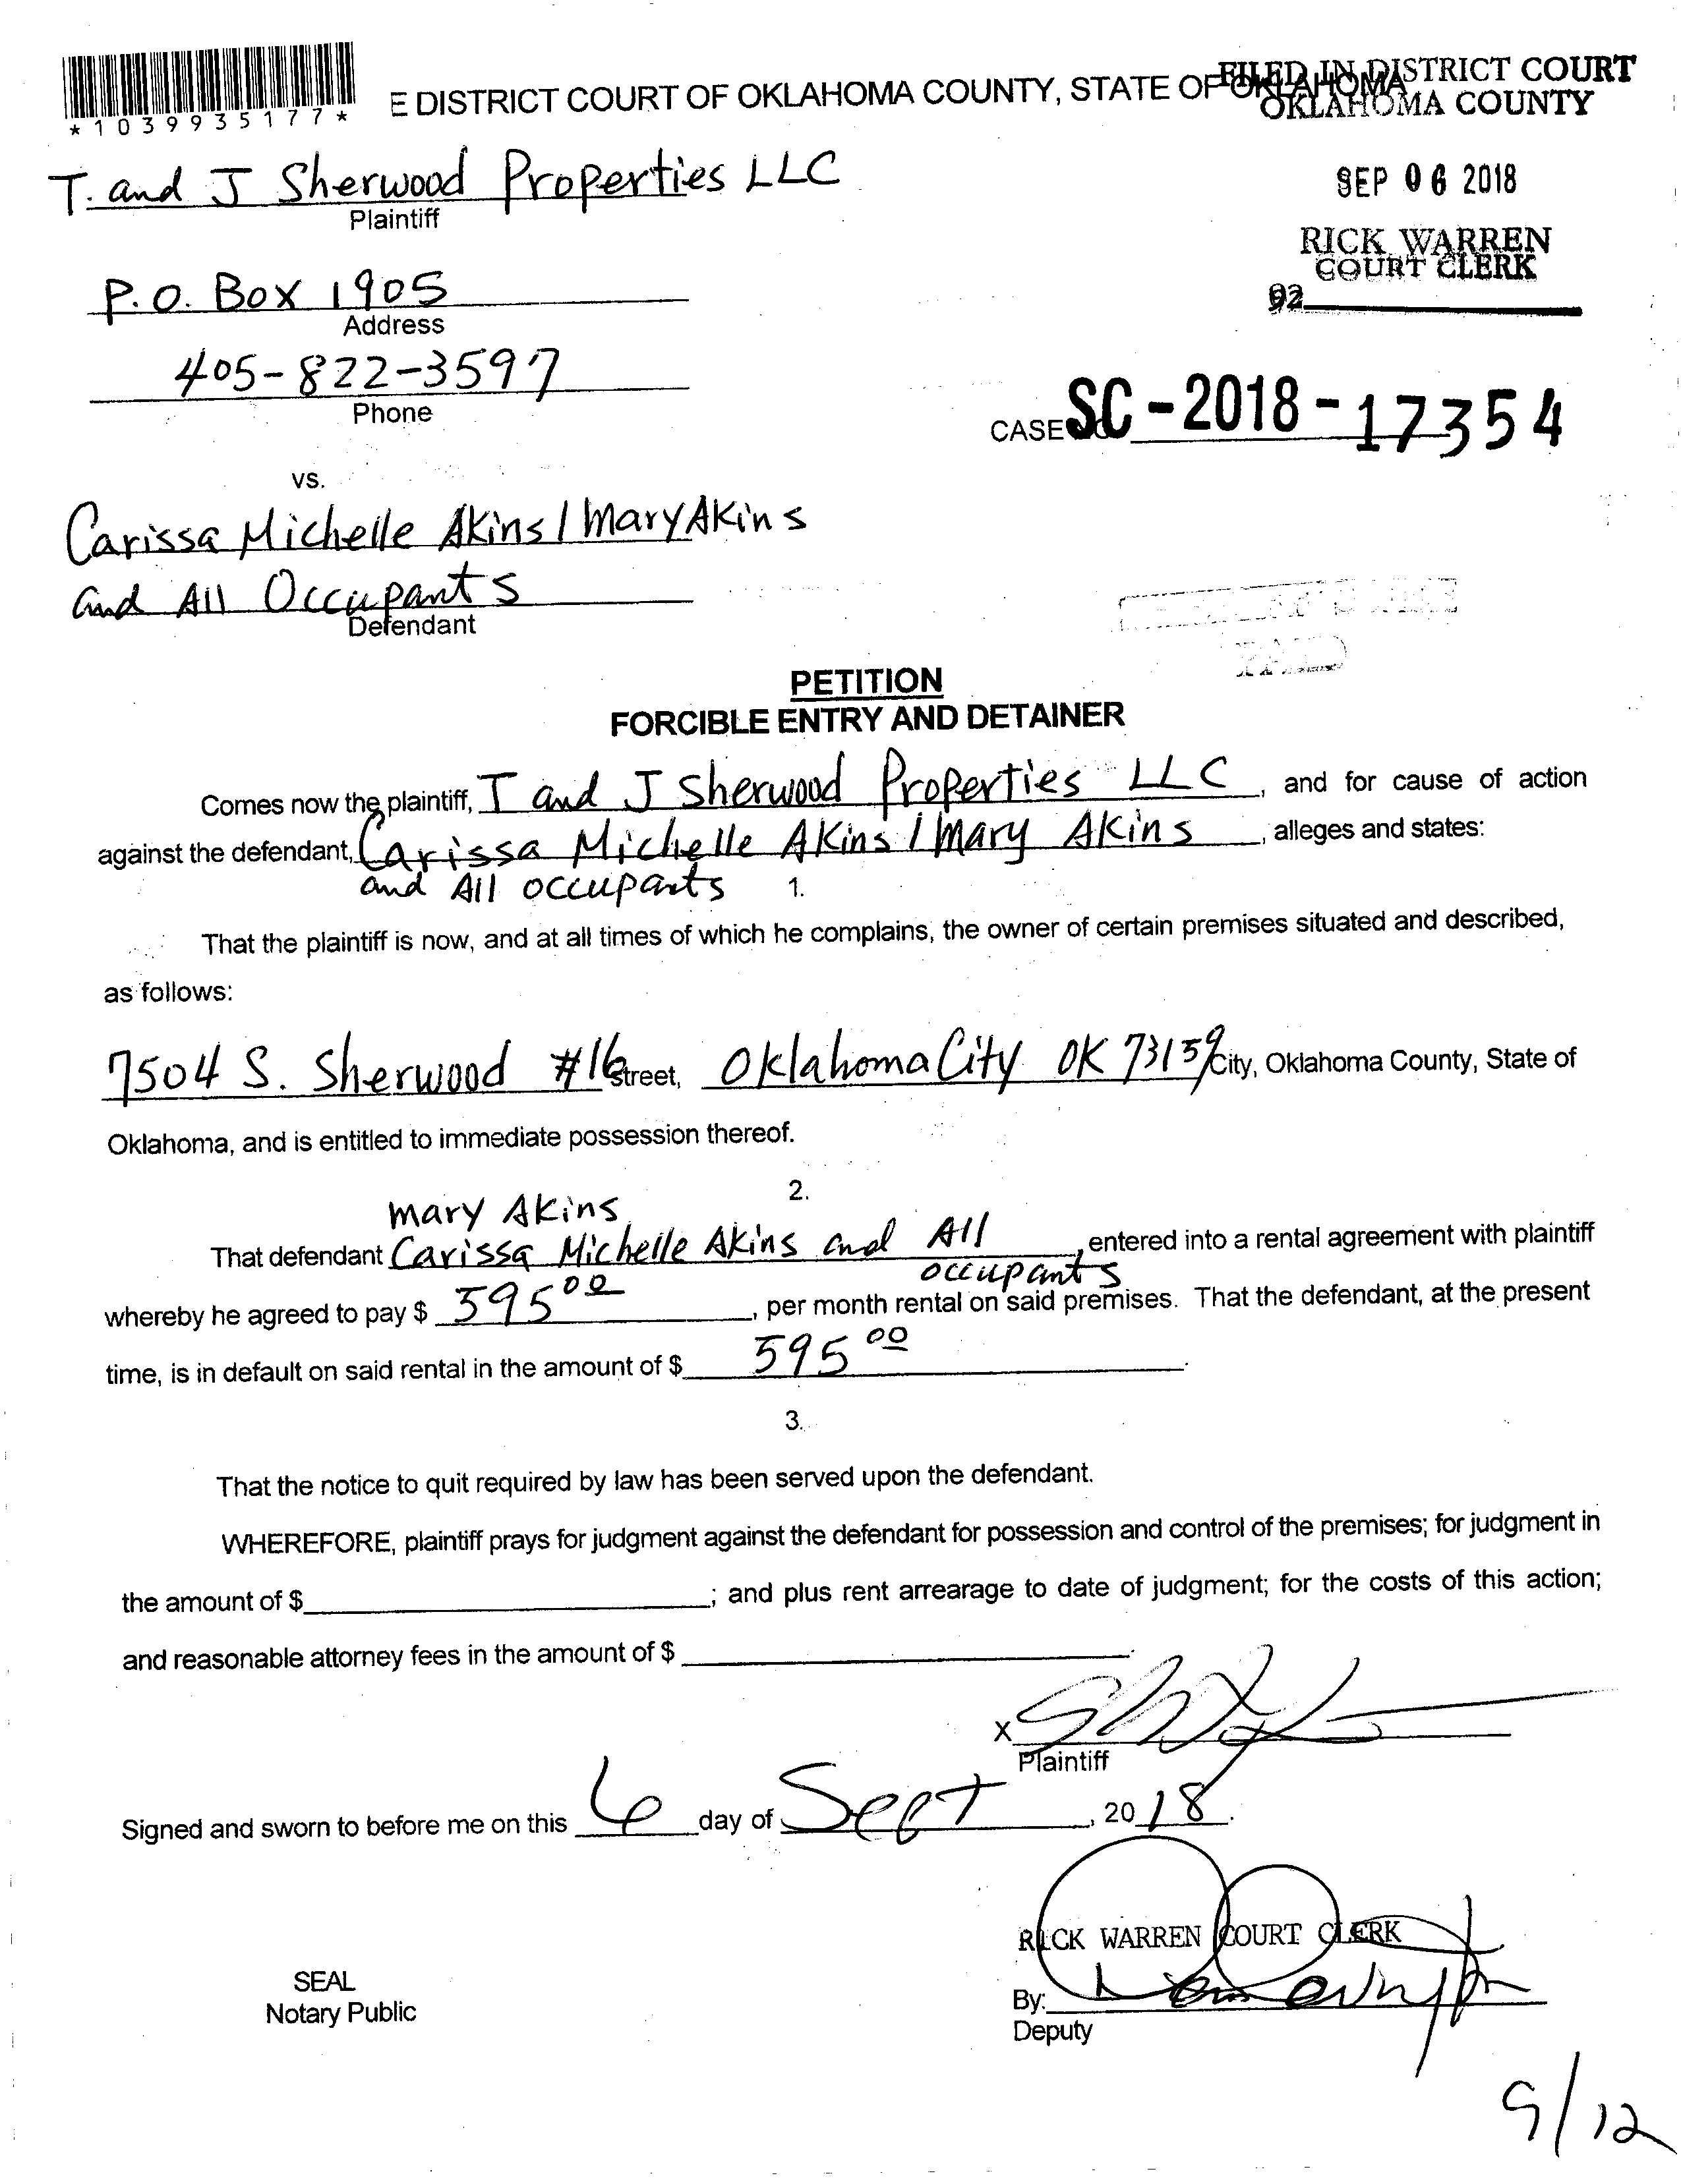 *1039935177*
E DISTRICT COURT OF OKLAHOMA COUNTY, STATE OF OKLAHOMA
FILED IN DISTRICT COURT
OKLAHOMA COUNTY
SEP 06 2018
RICK WARREN
COURT CLERK
92
T. and J Sherwood Properties LLC
Plaintiff
P.O. Box 1905
Address
405-822-3597
Phone
CASE SC-2018-17354
vs.
Carissa Michelle Akins / Mary Akins
and All Occupants
Defendant
PETITION
FORCIBLE ENTRY AND DETAINER
Comes now the plaintiff, T and J Sherwood Properties LLC, and for cause of action
against the defendant, Carissa Michelle Akins / Mary Akins, alleges and states:
and All occupants
1.
That the plaintiff is now, and at all times of which he complains, the owner of certain premises situated and described,
as follows:
7504 S. Sherwood #16 Street, Oklahoma City OK 73159 City, Oklahoma County, State of
Oklahoma, and is entitled to immediate possession thereof.
2.
Mary Akins
That defendant Carissa Michelle Akins and All, entered into a rental agreement with plaintiff
occupants
whereby he agreed to pay $ 595 00, per month rental on said premises. That the defendant, at the present
time, is in default on said rental in the amount of $ 595 00.
3.
That the notice to quit required by law has been served upon the defendant.
WHEREFORE, plaintiff prays for judgment against the defendant for possession and control of the premises; for judgment in
the amount of $ ; and plus rent arrearage to date of judgment; for the costs of this action;
and reasonable attorney fees in the amount of $ .
X
Plaintiff
Signed and sworn to before me on this 6 day of Sept, 2018.
RICK WARREN COURT CLERK
SEAL
Notary Public
By:
Deputy
9/12